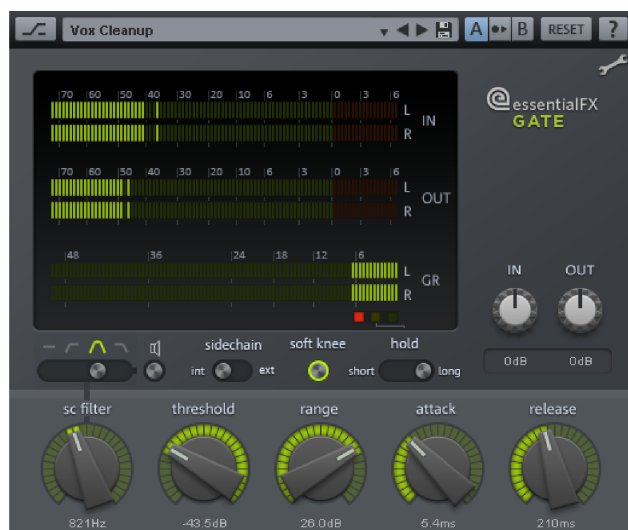 Vox Cleanup
A B RESET ?
essentialFX
GATE
70 60 50 40 30 20 10 6 3 0 3 6
L
R
IN
70 60 50 40 30 20 10 6 3 0 3 6
L
R
OUT
48 36 24 18 12 6
L
R
GR
IN OUT
0dB 0dB
sidechain soft knee hold
int ext short long
sc filter threshold range attack release
821Hz -43.5dB 26.0dB 5.4ms 210ms